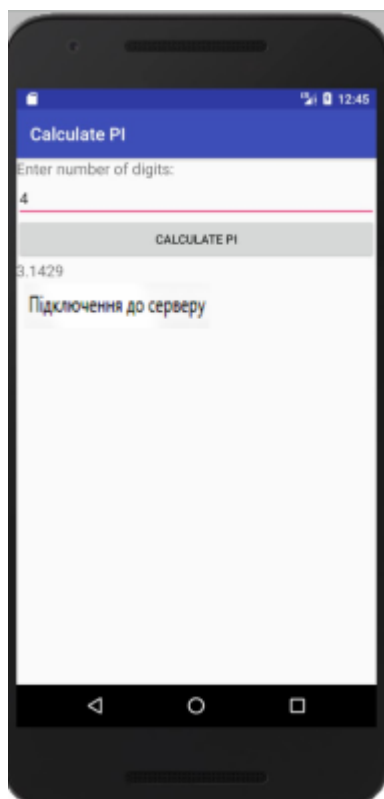 12:45
Calculate PI
Enter number of digits:
4
CALCULATE PI
3.1429
Підключення до серверу